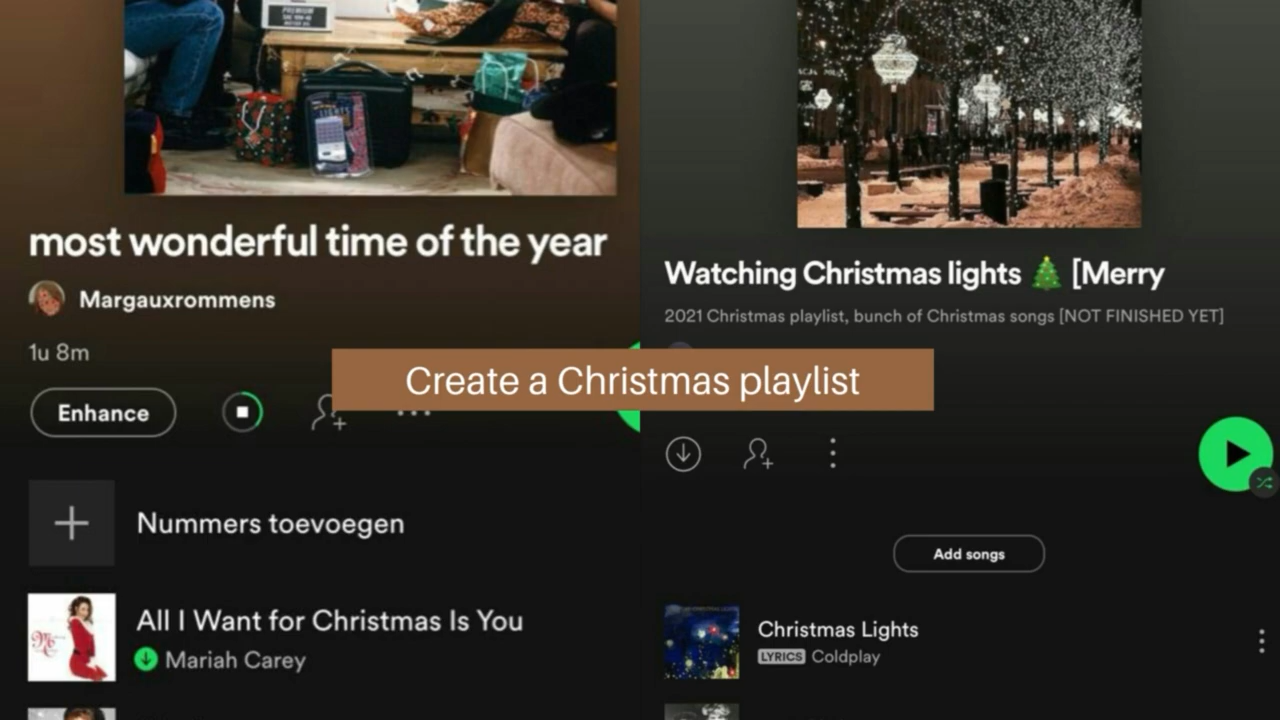 most wonderful time of the year
Margauxrommens
1u 8m
Enhance
Nummers toevoegen
All I Want for Christmas Is You
Mariah Carey
Create a Christmas playlist
Watching Christmas lights 🎄 [Merry
2021 Christmas playlist, bunch of Christmas songs [NOT FINISHED YET]
Add songs
Christmas Lights
LYRICS Coldplay